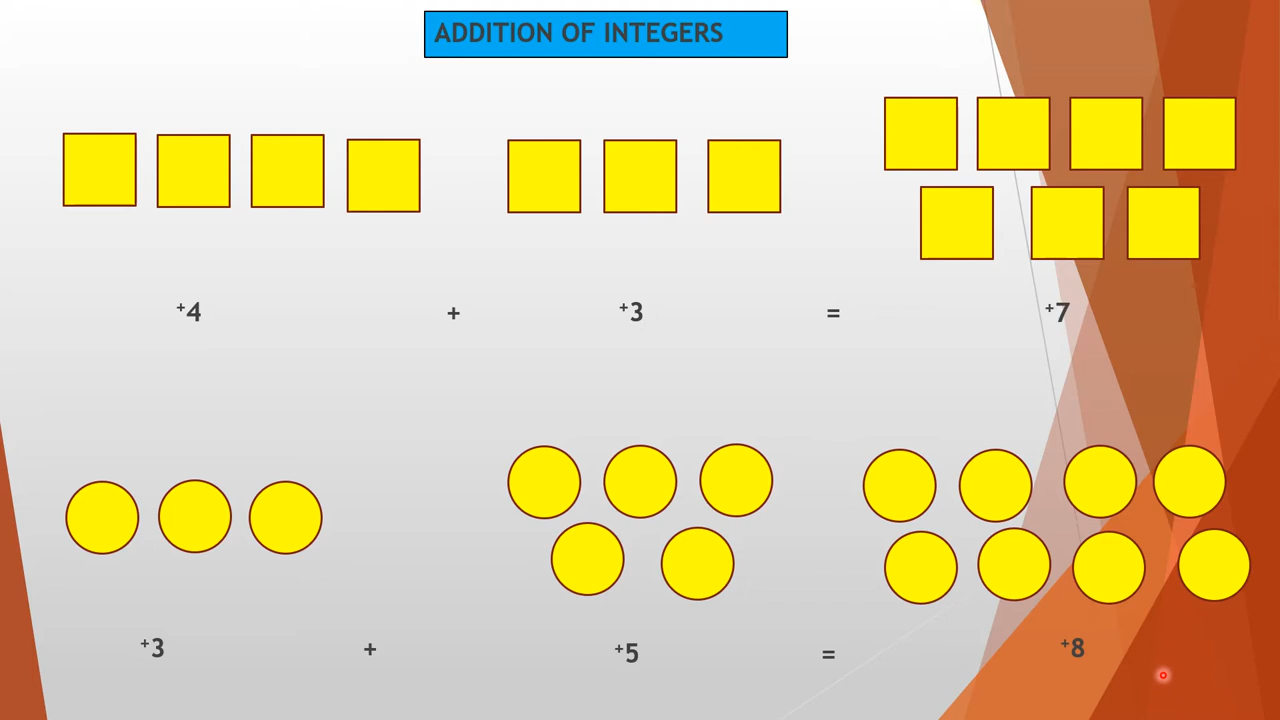 ADDITION OF INTEGERS
⁺4 + ⁺3 = ⁺7
⁺3 + ⁺5 = ⁺8